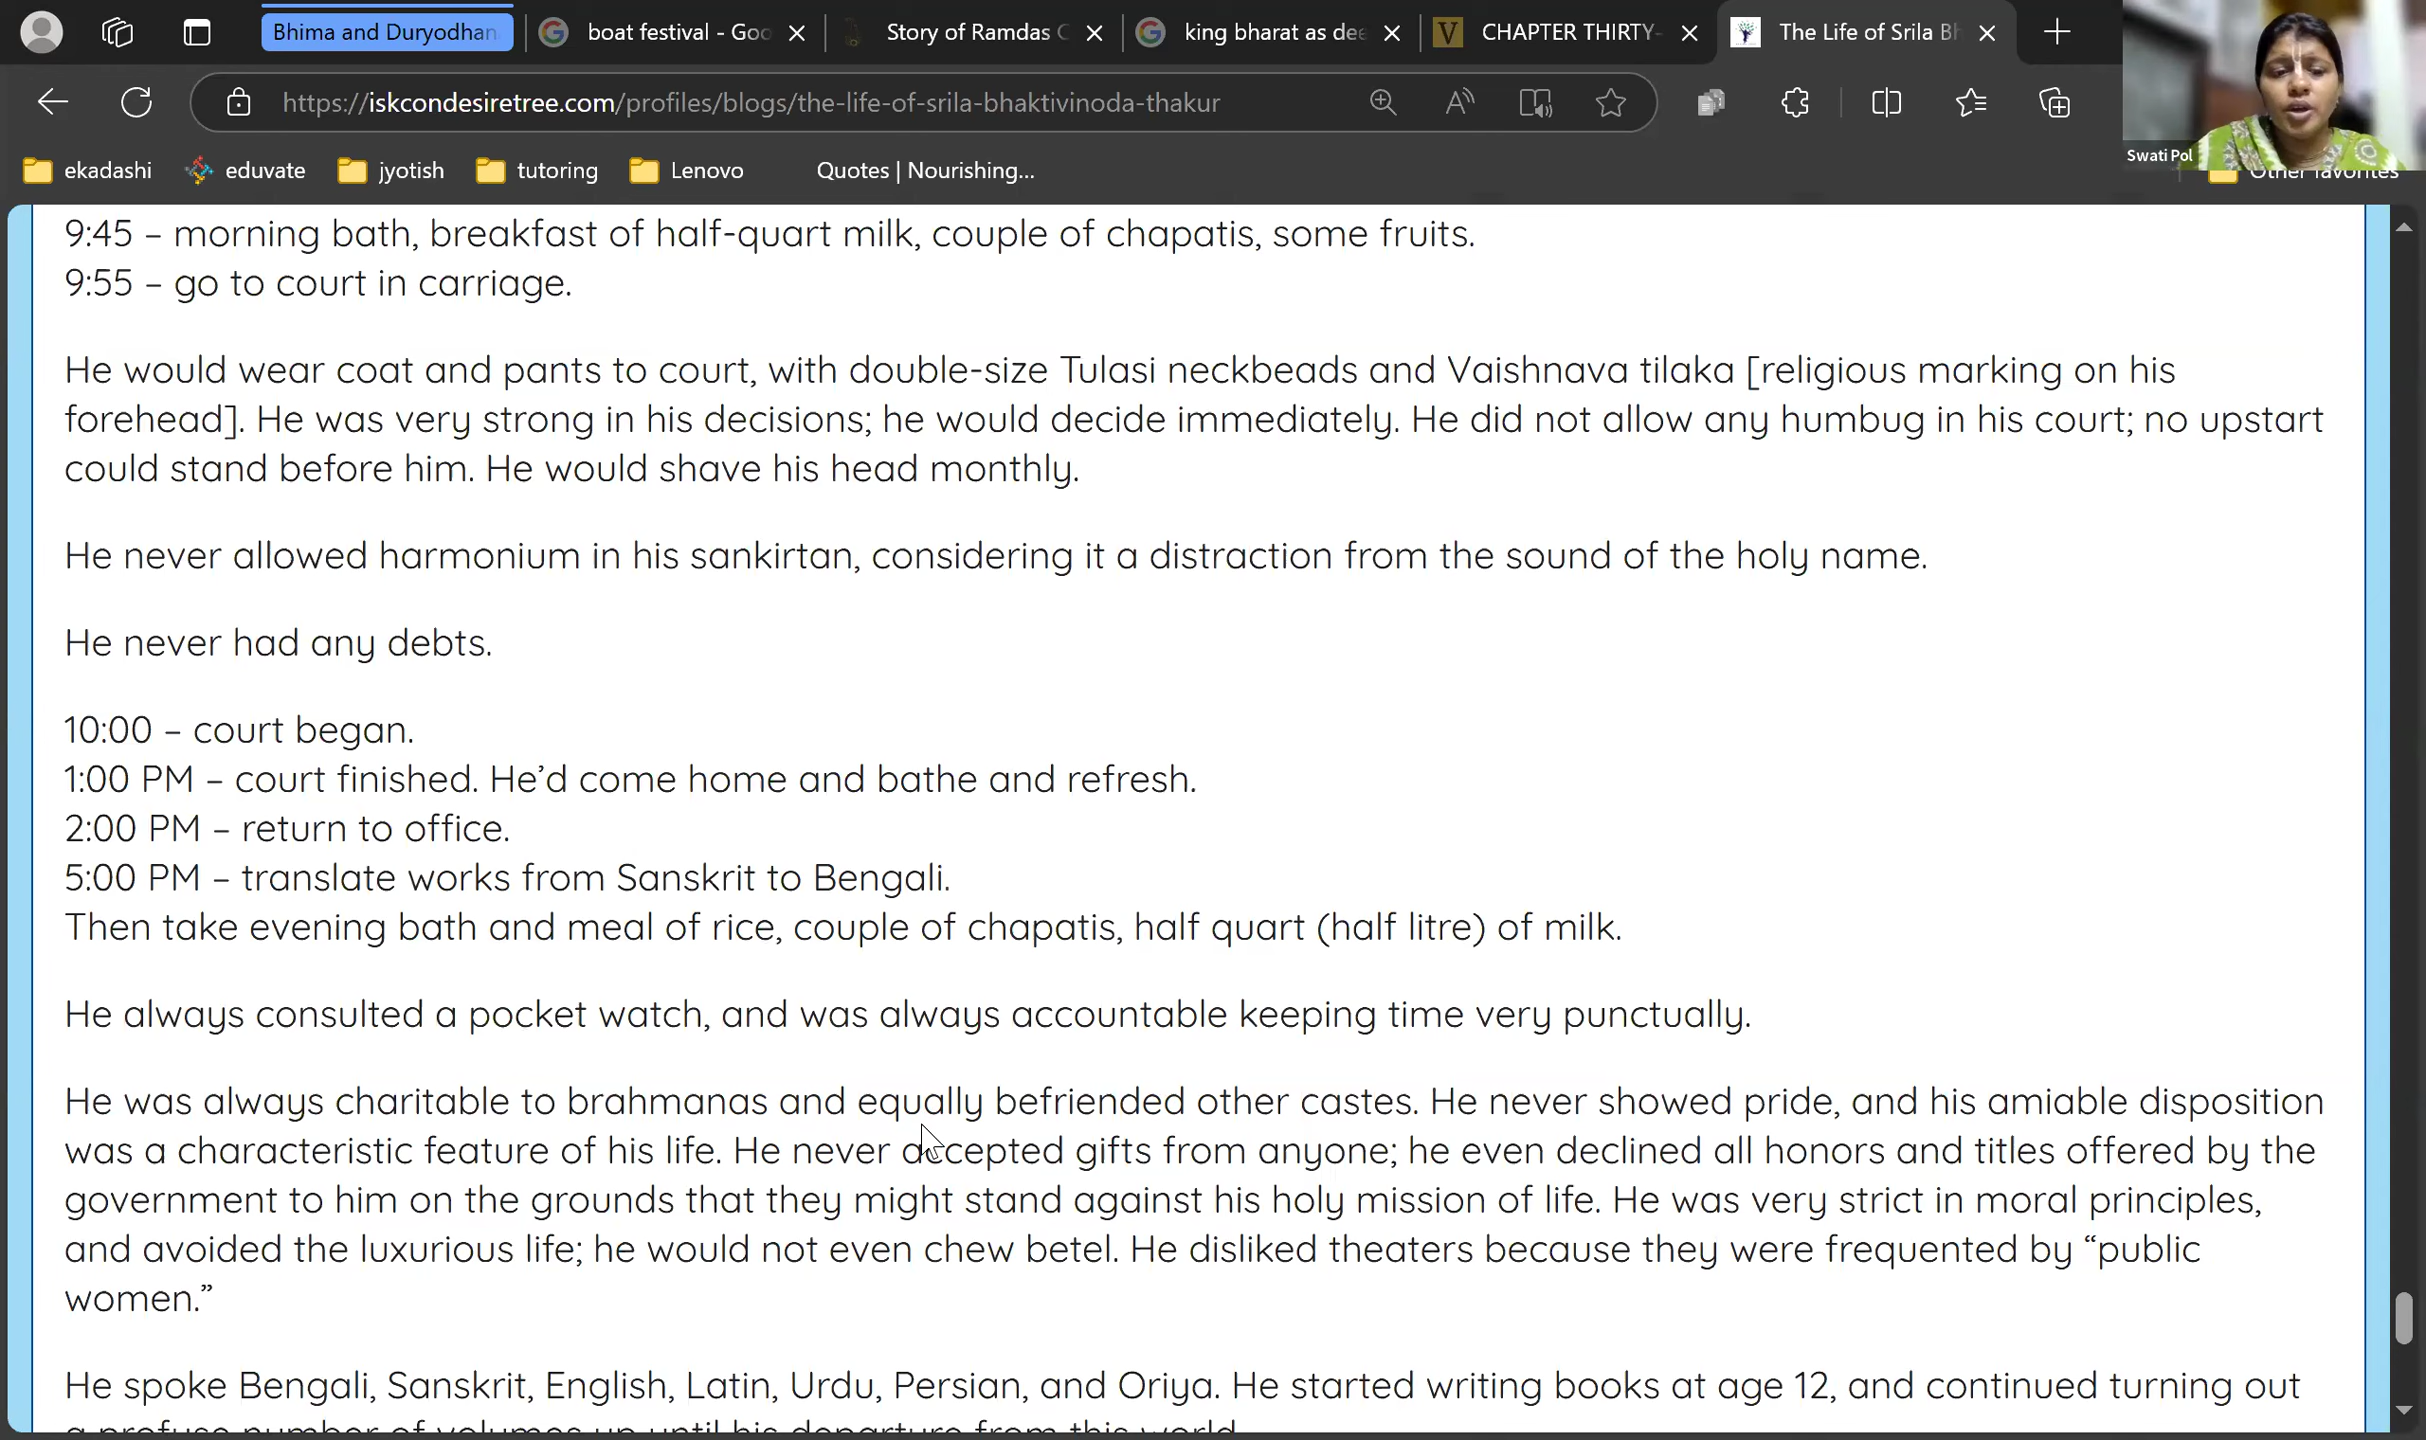 Bhima and Duryodhan
boat festival - Goo
Story of Ramdas C
king bharat as dee
CHAPTER THIRTY-
The Life of Srila Bh
https://iskcondesiretree.com/profiles/blogs/the-life-of-srila-bhaktivinoda-thakur
Swati Pol
ekadashi
eduvate
jyotish
tutoring
Lenovo
Quotes | Nourishing...
Other favorites
9:45 – morning bath, breakfast of half-quart milk, couple of chapatis, some fruits.
9:55 – go to court in carriage.
He would wear coat and pants to court, with double-size Tulasi neckbeads and Vaishnava tilaka [religious marking on his
forehead]. He was very strong in his decisions; he would decide immediately. He did not allow any humbug in his court; no upstart
could stand before him. He would shave his head monthly.
He never allowed harmonium in his sankirtan, considering it a distraction from the sound of the holy name.
He never had any debts.
10:00 – court began.
1:00 PM – court finished. He’d come home and bathe and refresh.
2:00 PM – return to office.
5:00 PM – translate works from Sanskrit to Bengali.
Then take evening bath and meal of rice, couple of chapatis, half quart (half litre) of milk.
He always consulted a pocket watch, and was always accountable keeping time very punctually.
He was always charitable to brahmanas and equally befriended other castes. He never showed pride, and his amiable disposition
was a characteristic feature of his life. He never accepted gifts from anyone; he even declined all honors and titles offered by the
government to him on the grounds that they might stand against his holy mission of life. He was very strict in moral principles,
and avoided the luxurious life; he would not even chew betel. He disliked theaters because they were frequented by “public
women.”
He spoke Bengali, Sanskrit, English, Latin, Urdu, Persian, and Oriya. He started writing books at age 12, and continued turning out
a profuse number of volumes up until his departure from this world.